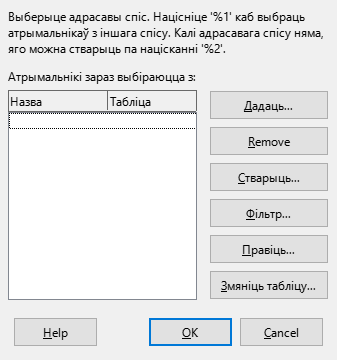 Выберыце адрасавы спіс. Націсніце '%1' каб выбраць
атрымальнікаў з іншага спісу. Калі адрасавага спісу няма,
яго можна стварыць па націсканні '%2'.
Атрымальнікі зараз выбіраюцца з:
Назва Табліца
Дадаць...
Remove
Стварыць...
Фільтр...
Правіць...
Змяніць табліцу...
Help OK Cancel